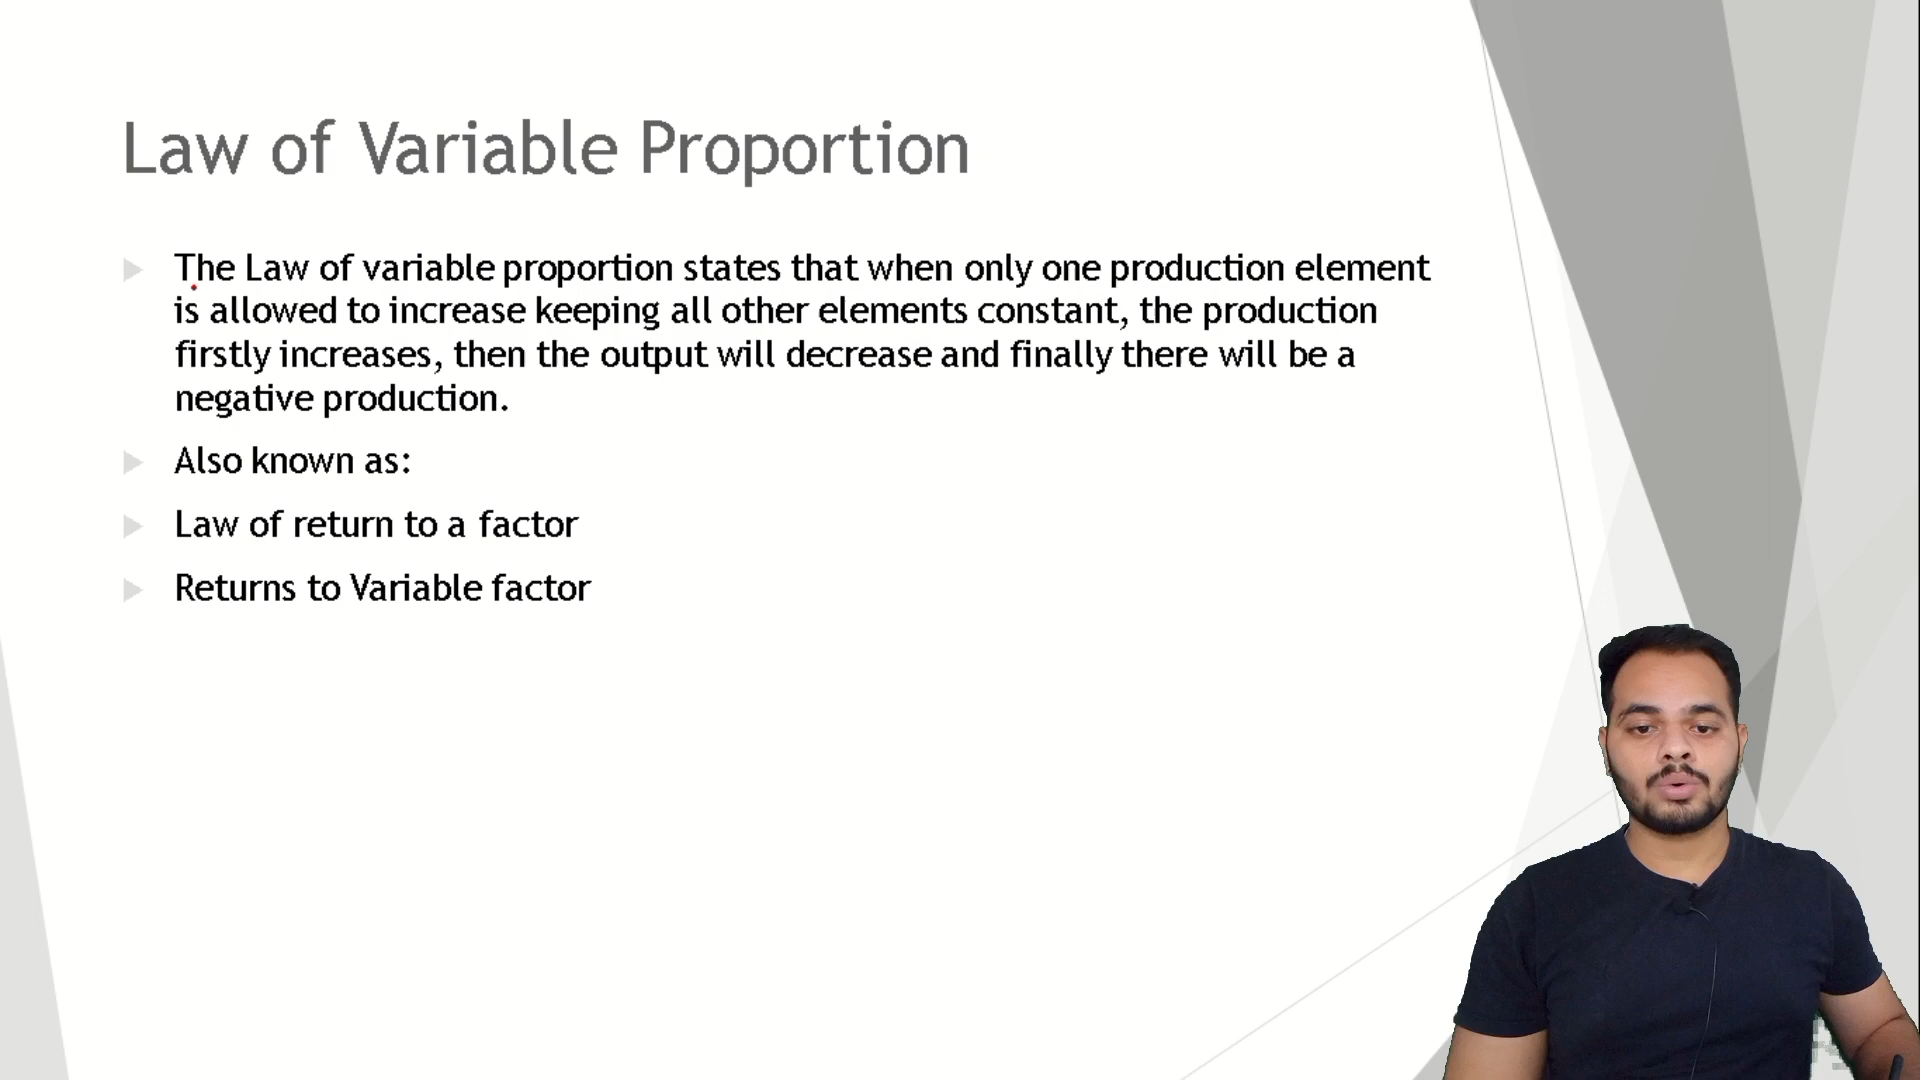 Law of Variable Proportion
The Law of variable proportion states that when only one production element
is allowed to increase keeping all other elements constant, the production
firstly increases, then the output will decrease and finally there will be a
negative production.
Also known as:
Law of return to a factor
Returns to Variable factor